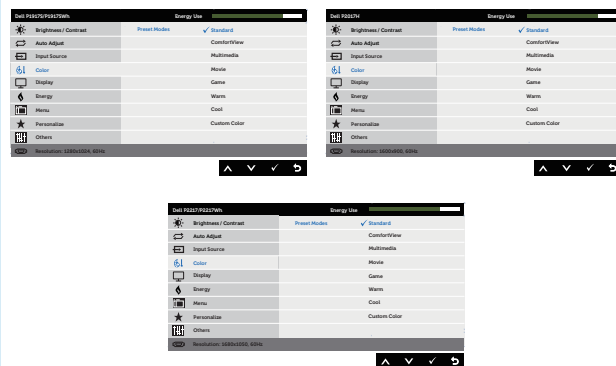 Dell P1917S/P1917SWh Energy Use
Brightness / Contrast Preset Modes ✓ Standard
Auto Adjust ComfortView
Input Source Multimedia
Color Movie
Display Game
Energy Warm
Menu Cool
Personalize Custom Color
Others
Resolution: 1280x1024, 60Hz
Dell P2017H Energy Use
Brightness / Contrast Preset Modes ✓ Standard
Auto Adjust ComfortView
Input Source Multimedia
Color Movie
Display Game
Energy Warm
Menu Cool
Personalize Custom Color
Others
Resolution: 1600x900, 60Hz
Dell P2217/P2217Wh Energy Use
Brightness / Contrast Preset Modes ✓ Standard
Auto Adjust ComfortView
Input Source Multimedia
Color Movie
Display Game
Energy Warm
Menu Cool
Personalize Custom Color
Others
Resolution: 1680x1050, 60Hz